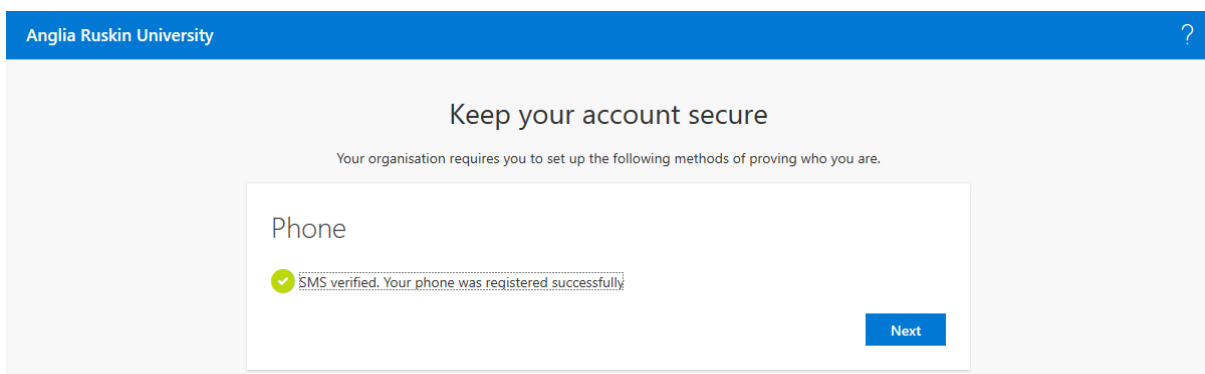 Anglia Ruskin University
?
Keep your account secure
Your organisation requires you to set up the following methods of proving who you are.
Phone
SMS verified. Your phone was registered successfully
Next